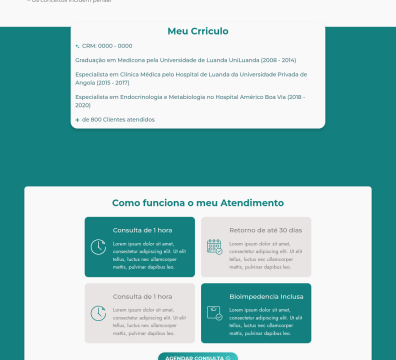 Meu Crriculo
CRM: 0000 - 0000
Graduação em Medicona pela Universidade de Luanda UniLuanda (2008 - 2014)
Especialista em Clínica Médica pelo Hospital de Luanda da Universidade Privada de
Angola (2015 - 2017)
Especialista em Endocrinologia e Metabiologia no Hospital Américo Boa Via (2018 -
2020)
+ de 800 Clientes atendidos
Como funciona o meu Atendimento
Consulta de 1 hora
Lorem ipsum dolor sit amet,
consectetur adipiscing elit. Ut elit
tellus, luctus nec ullamcorper
mattis, pulvinar dapibus leo.
Retorno de até 30 dias
Lorem ipsum dolor sit amet,
consectetur adipiscing elit. Ut elit
tellus, luctus nec ullamcorper
mattis, pulvinar dapibus leo.
Consulta de 1 hora
Lorem ipsum dolor sit amet,
consectetur adipiscing elit. Ut elit
tellus, luctus nec ullamcorper
mattis, pulvinar dapibus leo.
Bioimpedencia Inclusa
Lorem ipsum dolor sit amet,
consectetur adipiscing elit. Ut elit
tellus, luctus nec ullamcorper
mattis, pulvinar dapibus leo.
AGENDAR CONSULTA